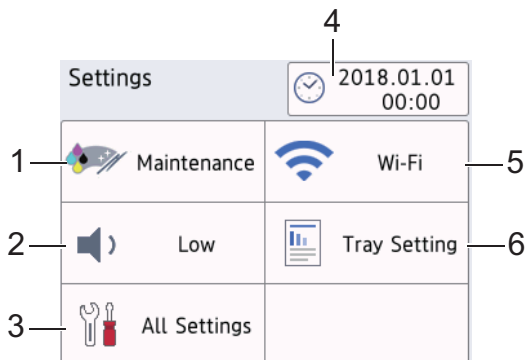 4
Settings
2018.01.01
00:00
1
Maintenance
Wi-Fi
5
2
Low
Tray Setting
6
3
All Settings